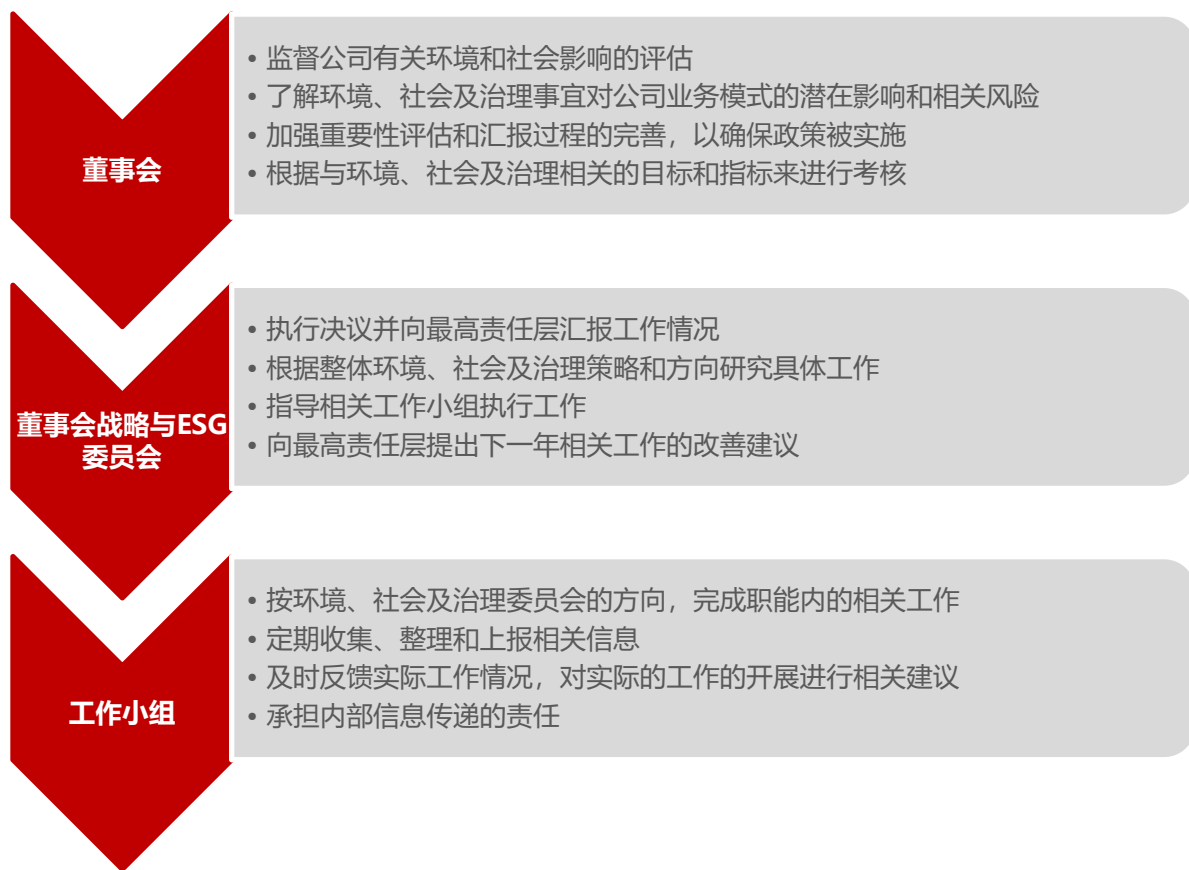 董事会
• 监督公司有关环境和社会影响的评估
• 了解环境、社会及治理事宜对公司业务模式的潜在影响和相关风险
• 加强重要性评估和汇报过程的完善，以确保政策被实施
• 根据与环境、社会及治理相关的目标和指标来进行考核
董事会战略与ESG
委员会
• 执行决议并向最高责任层汇报工作情况
• 根据整体环境、社会及治理策略和方向研究具体工作
• 指导相关工作小组执行工作
• 向最高责任层提出下一年相关工作的改善建议
工作小组
• 按环境、社会及治理委员会的方向，完成职能内的相关工作
• 定期收集、整理和上报相关信息
• 及时反馈实际工作情况，对实际的工作的开展进行相关建议
• 承担内部信息传递的责任